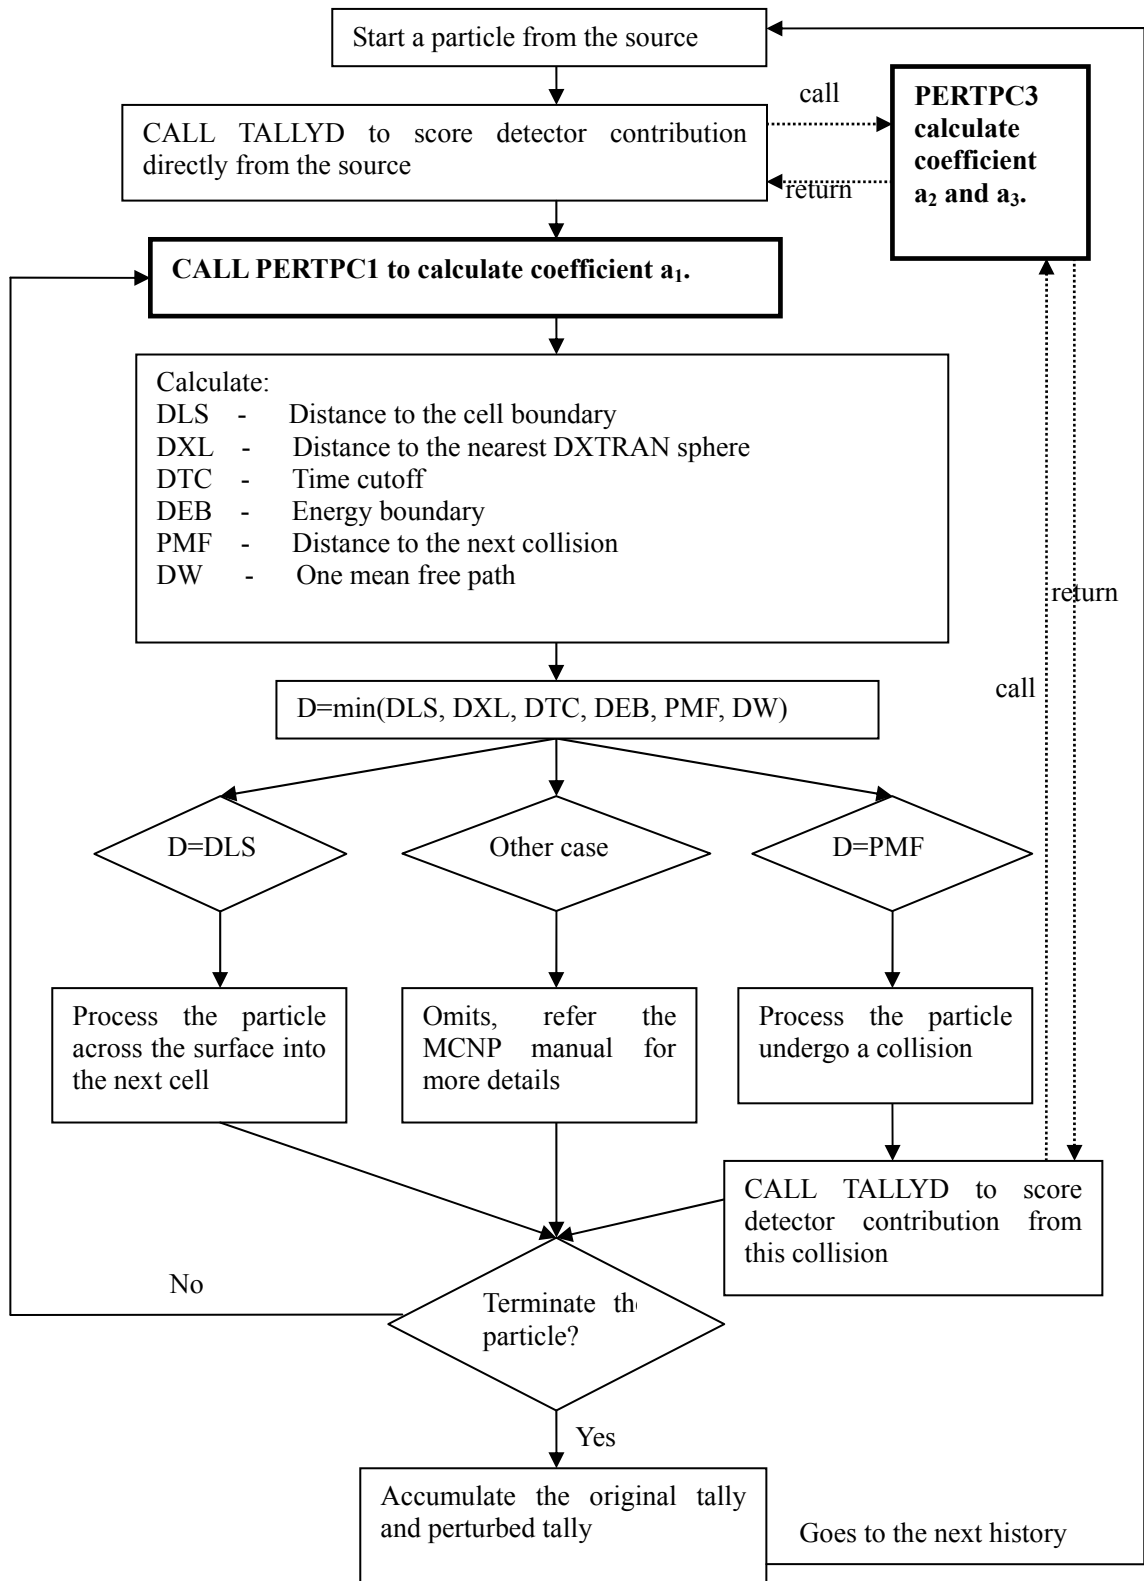 Start a particle from the source
call
PERTPC3
calculate
coefficient
a₂ and a₃.
CALL TALLYD to score detector contribution
directly from the source
return
CALL PERTPC1 to calculate coefficient a₁.
Calculate:
DLS - Distance to the cell boundary
DXL - Distance to the nearest DXTRAN sphere
DTC - Time cutoff
DEB - Energy boundary
PMF - Distance to the next collision
DW - One mean free path
return
call
D=min(DLS, DXL, DTC, DEB, PMF, DW)
D=DLS
Other case
D=PMF
Process the particle
across the surface into
the next cell
Omits, refer the
MCNP manual for
more details
Process the particle
undergo a collision
CALL TALLYD to score
detector contribution from
this collision
No
Terminate the
particle?
Yes
Accumulate the original tally
and perturbed tally
Goes to the next history